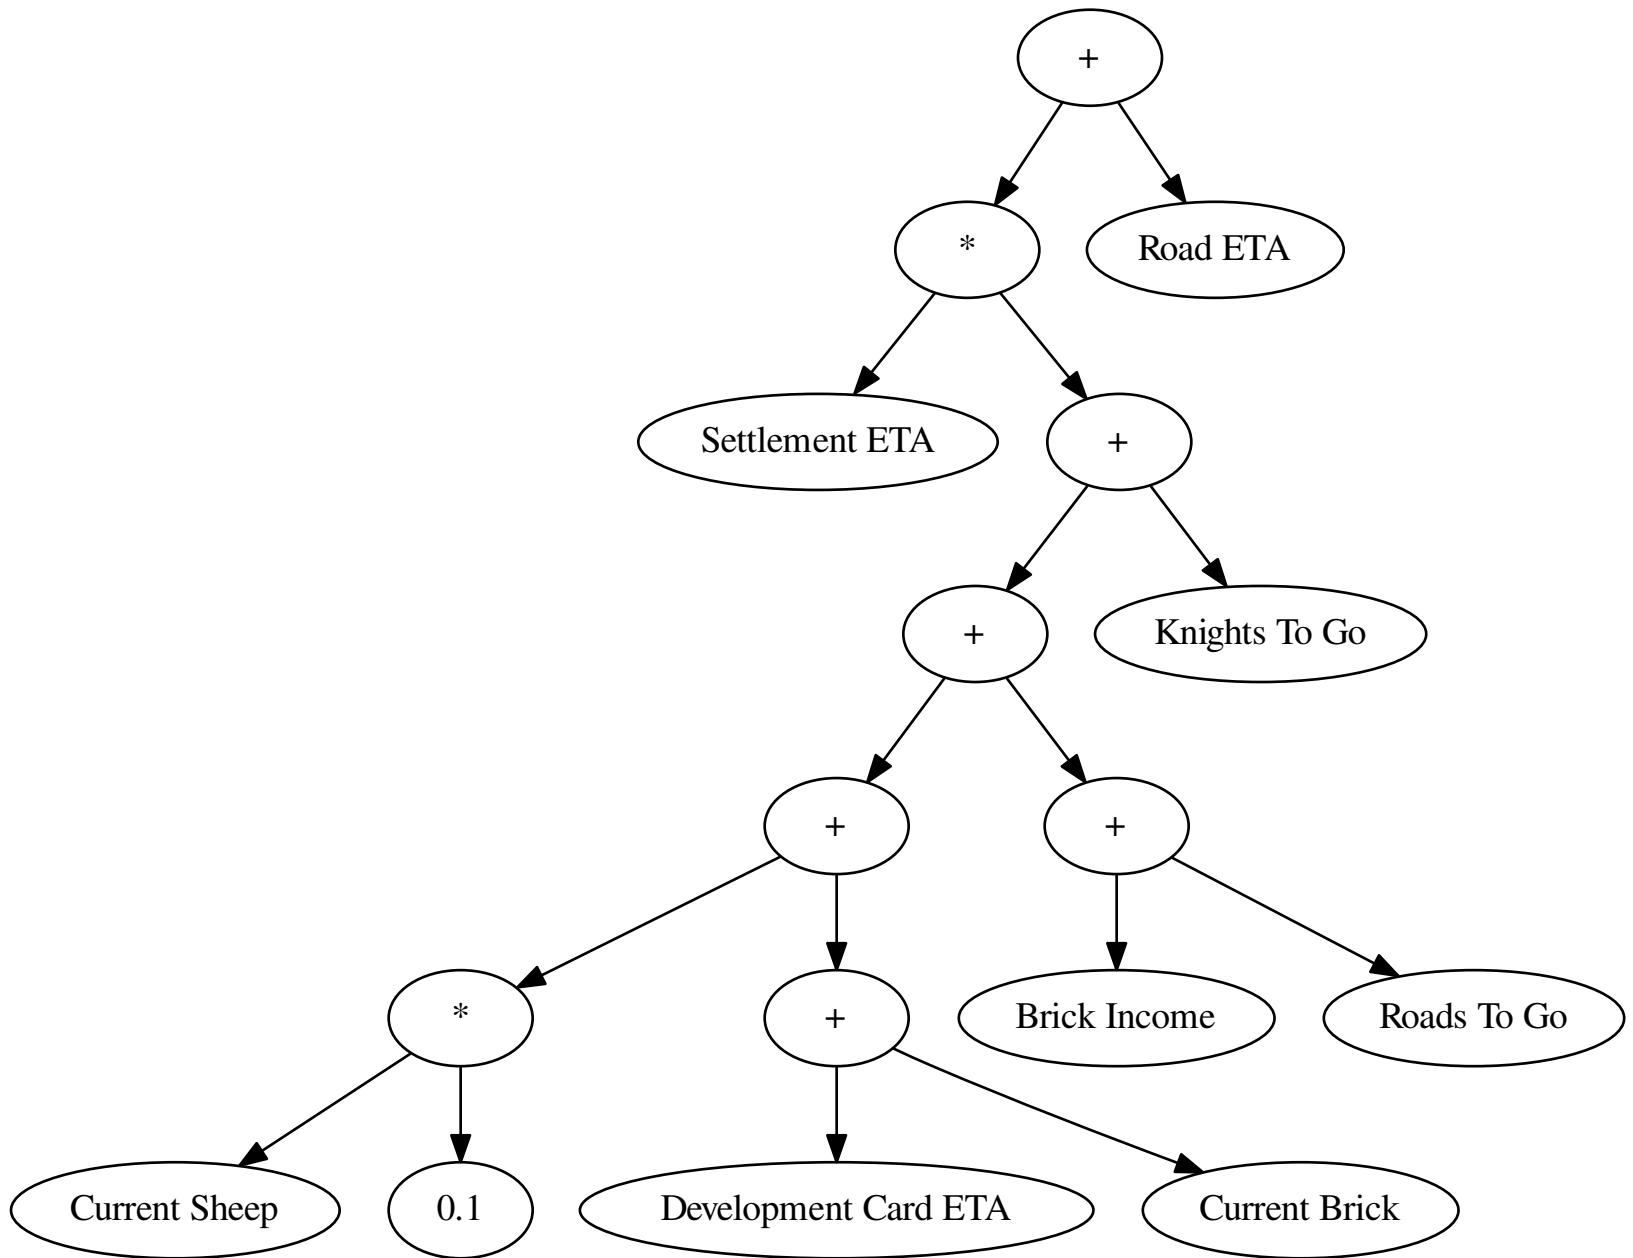 +
*
Road ETA
Settlement ETA
+
+
Knights To Go
+
+
*
+
Brick Income
Roads To Go
Current Sheep
0.1
Development Card ETA
Current Brick